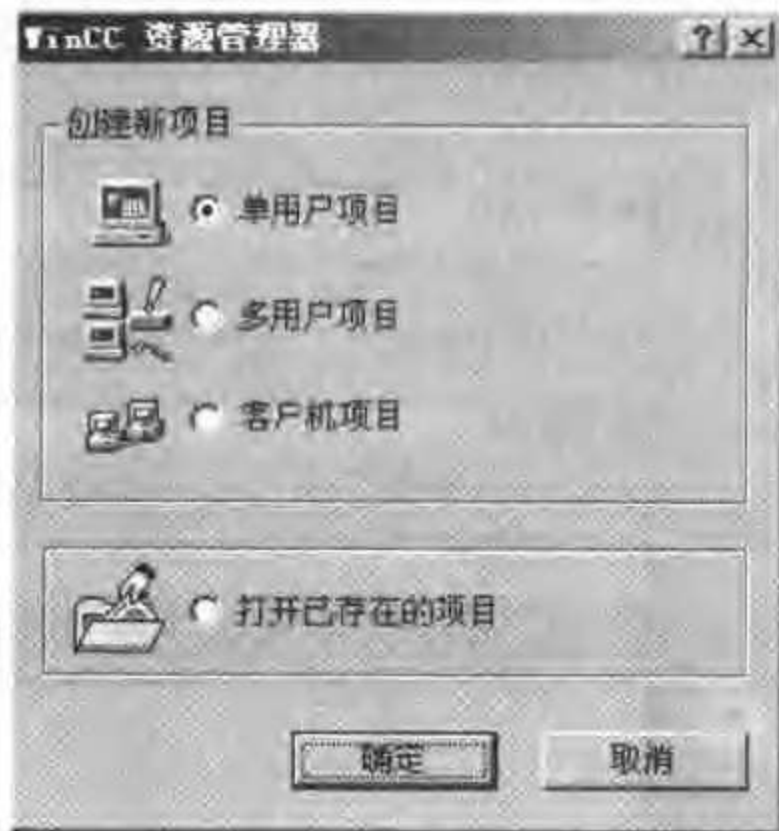 WinCC 资源管理器
创建新项目
单用户项目
多用户项目
客户机项目
打开已存在的项目
确定
取消